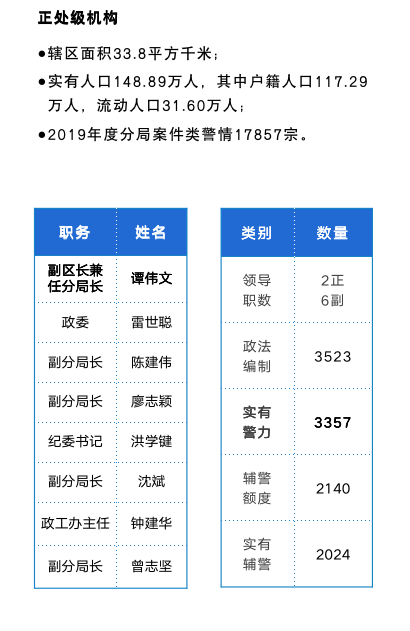 正处级机构
●辖区面积33.8平方千米；
●实有人口148.89万人，其中户籍人口117.29
万人，流动人口31.60万人；
●2019年度分局案件类警情17857宗。
职务 姓名
副区长兼
任分局长 谭伟文
政委 雷世聪
副分局长 陈建伟
副分局长 廖志颖
纪委书记 洪学键
副分局长 沈斌
政工办主任 钟建华
副分局长 曾志坚
类别 数量
领导
职数
2正
6副
政法
编制 3523
实有
警力 3357
辅警
额度 2140
实有
辅警 2024